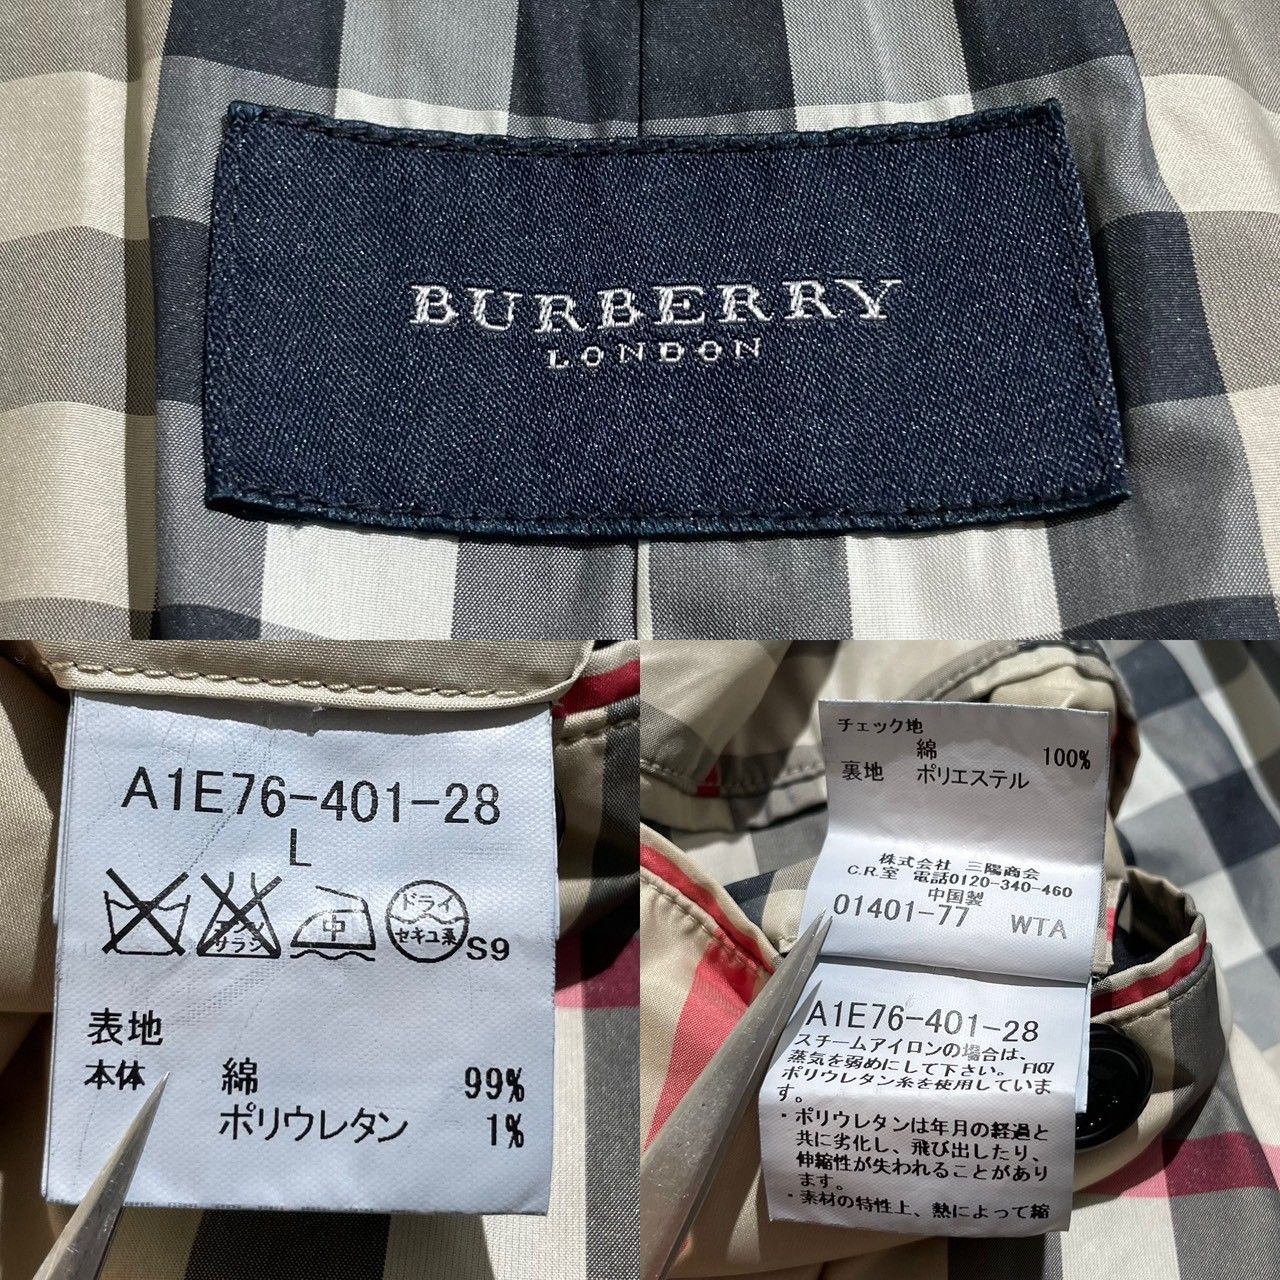 BURBERRY
LONDON
A1E76-401-28
L
エンソ
サラシ
中
ドライ
セキユ系
S9
表地
本体 綿 99%
ポリウレタン 1%
チェック地
綿 100%
裏地 ポリエステル
株式会社 三陽商会
C.R.室 電話0120-340-460
中国製
01401-77 WTA
A1E76-401-28
スチームアイロンの場合は、
蒸気を弱めにして下さい。 FI07
ポリウレタン糸を使用していま
す。
・ポリウレタンは年月の経過と
共に劣化し、飛び出したり、
伸縮性が失われることがあり
ます。
・素材の特性上、熱によって縮